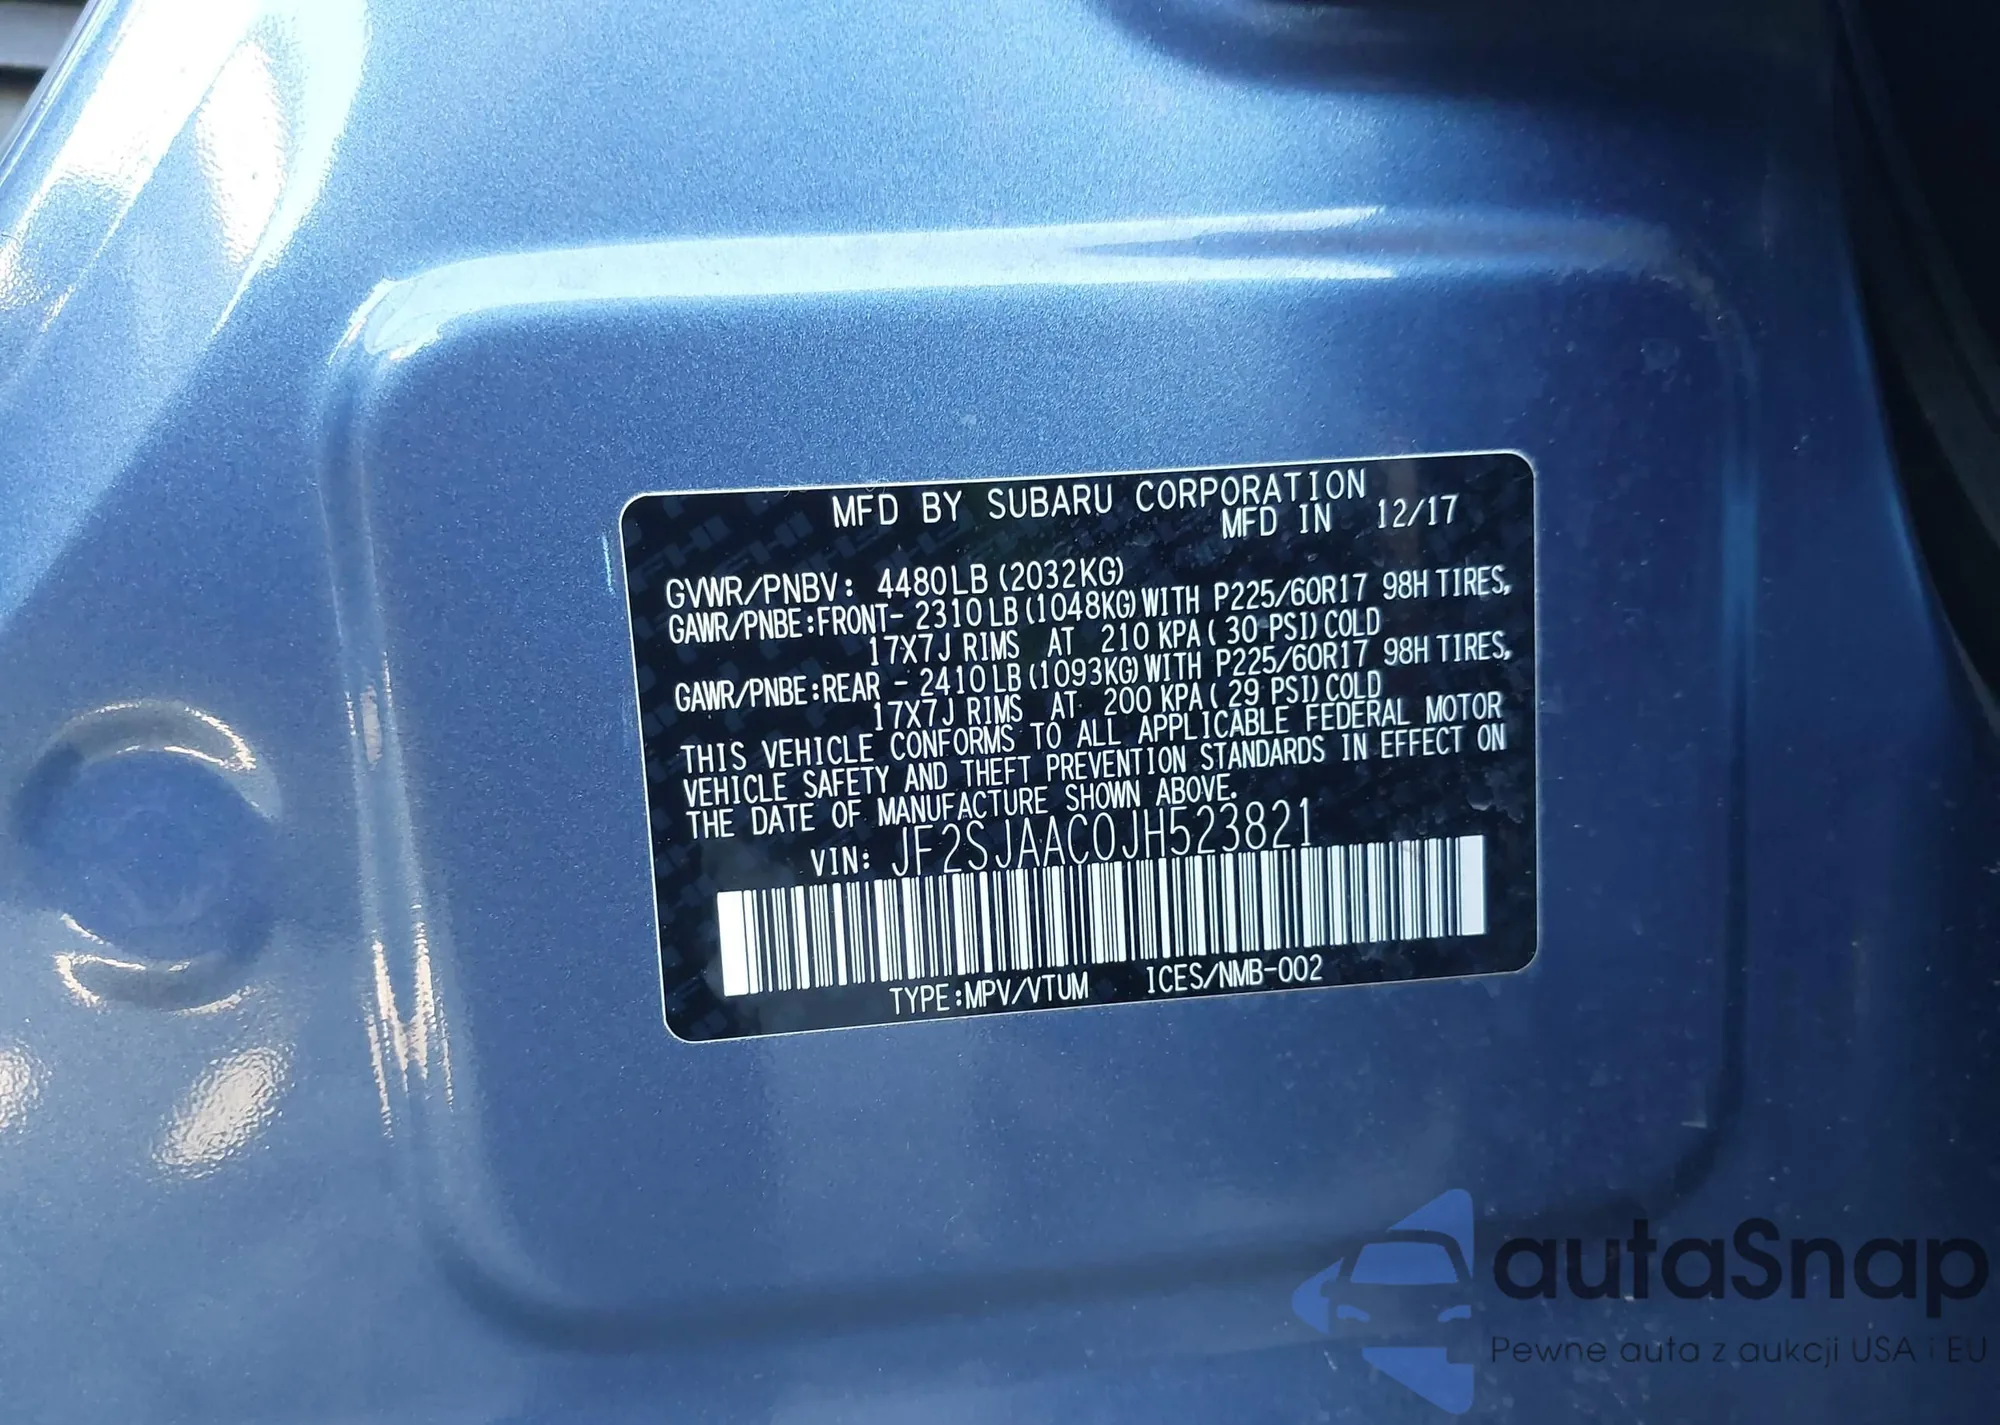 MFD BY SUBARU CORPORATION
MFD IN 12/17
GVWR/PNBV: 4480LB (2032KG)
GAWR/PNBE:FRONT- 2310LB (1048KG) WITH P225/60R17 98H TIRES,
17X7J RIMS AT 210 KPA ( 30 PSI) COLD
GAWR/PNBE:REAR - 2410LB (1093KG) WITH P225/60R17 98H TIRES,
17X7J RIMS AT 200 KPA ( 29 PSI) COLD
THIS VEHICLE CONFORMS TO ALL APPLICABLE FEDERAL MOTOR
VEHICLE SAFETY AND THEFT PREVENTION STANDARDS IN EFFECT ON
THE DATE OF MANUFACTURE SHOWN ABOVE.
VIN: JF2SJAAC0JH523821
TYPE:MPV/VTUM ICES/NMB-002
autaSnap
Pewne auta z aukcji USA i EU